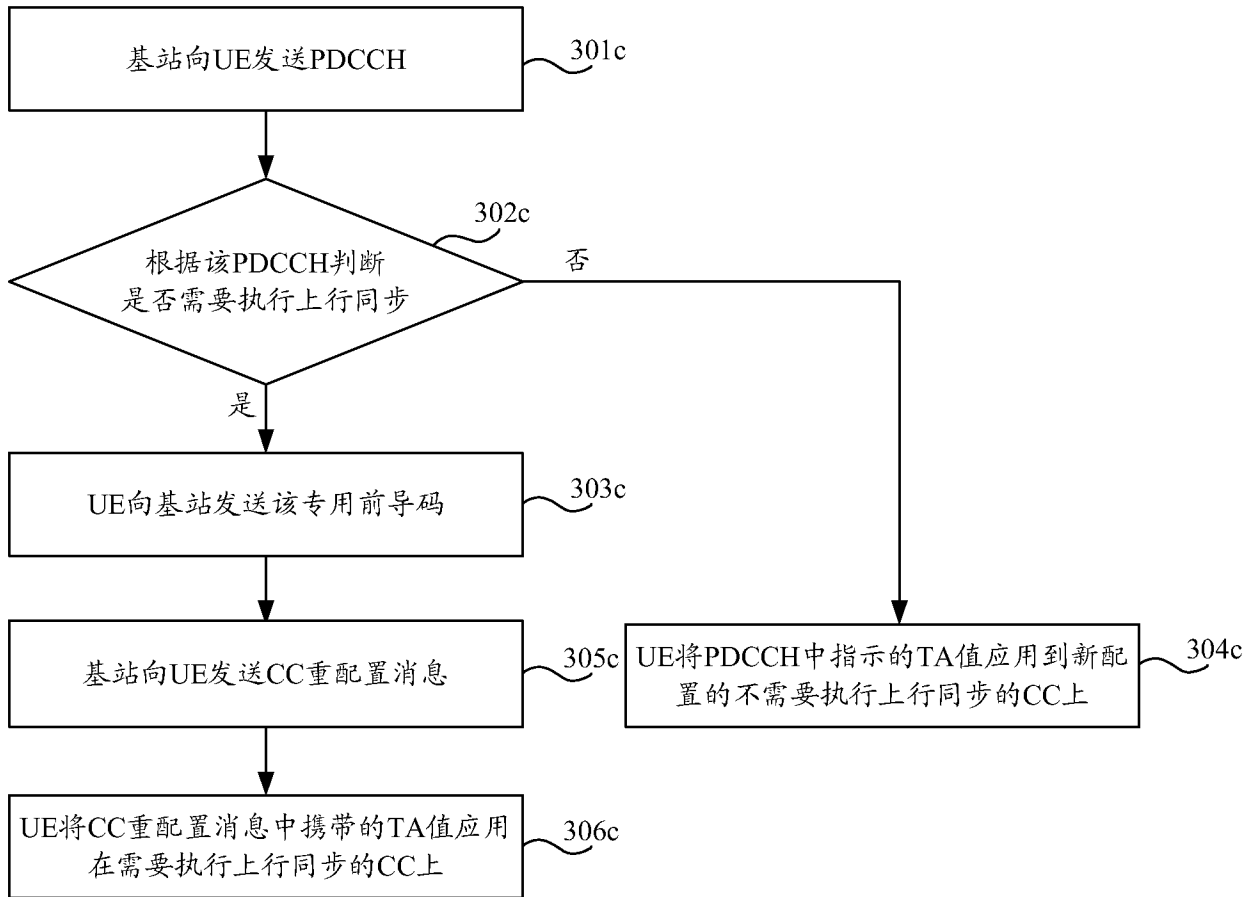 基站向UE发送PDCCH
301c
302c
根据该PDCCH判断
是否需要执行上行同步
否
是
UE向基站发送该专用前导码
303c
基站向UE发送CC重配置消息
305c
UE将PDCCH中指示的TA值应用到新配
置的不需要执行上行同步的CC上
304c
UE将CC重配置消息中携带的TA值应用
在需要执行上行同步的CC上
306c